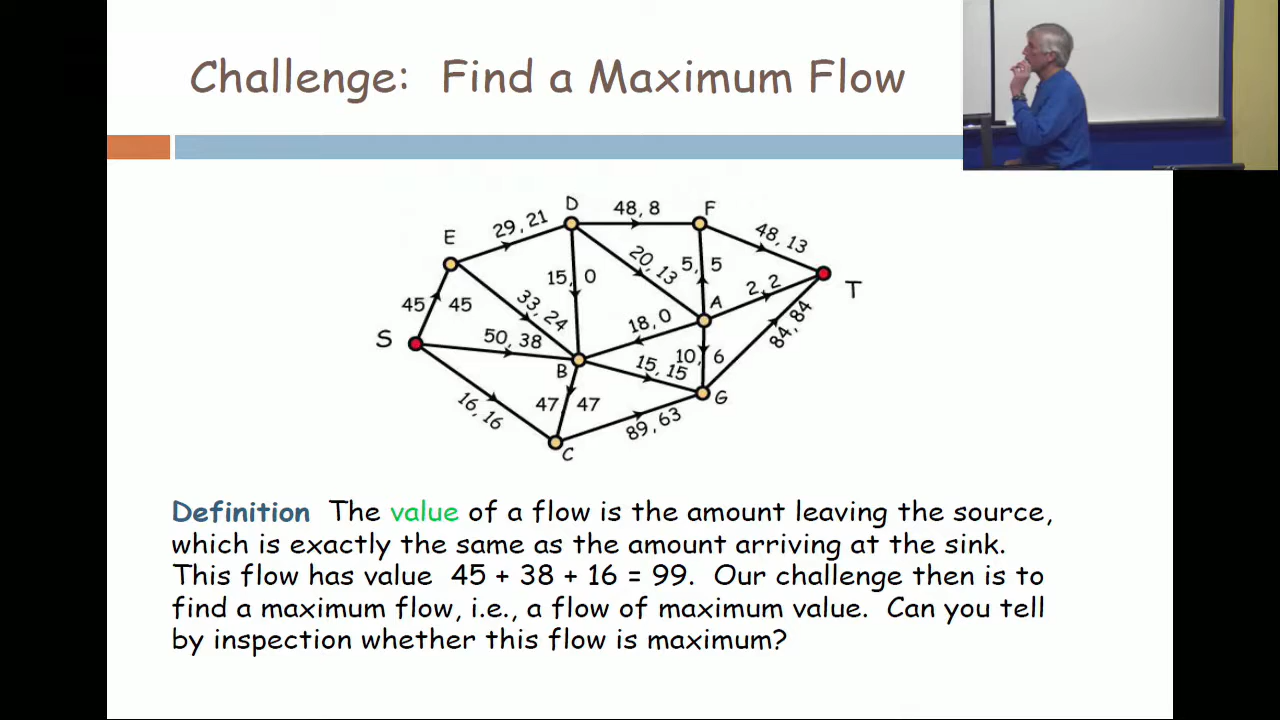 Challenge: Find a Maximum Flow
D
48, 8
F
29, 21
48, 13
E
20, 13
5, 5
15, 0
2, 2
T
A
45 45
33, 24
18, 0
84, 84
S
50, 38
10, 6
B
15, 15
G
16, 16
47 47
89, 63
C
Definition The value of a flow is the amount leaving the source,
which is exactly the same as the amount arriving at the sink.
This flow has value 45 + 38 + 16 = 99. Our challenge then is to
find a maximum flow, i.e., a flow of maximum value. Can you tell
by inspection whether this flow is maximum?